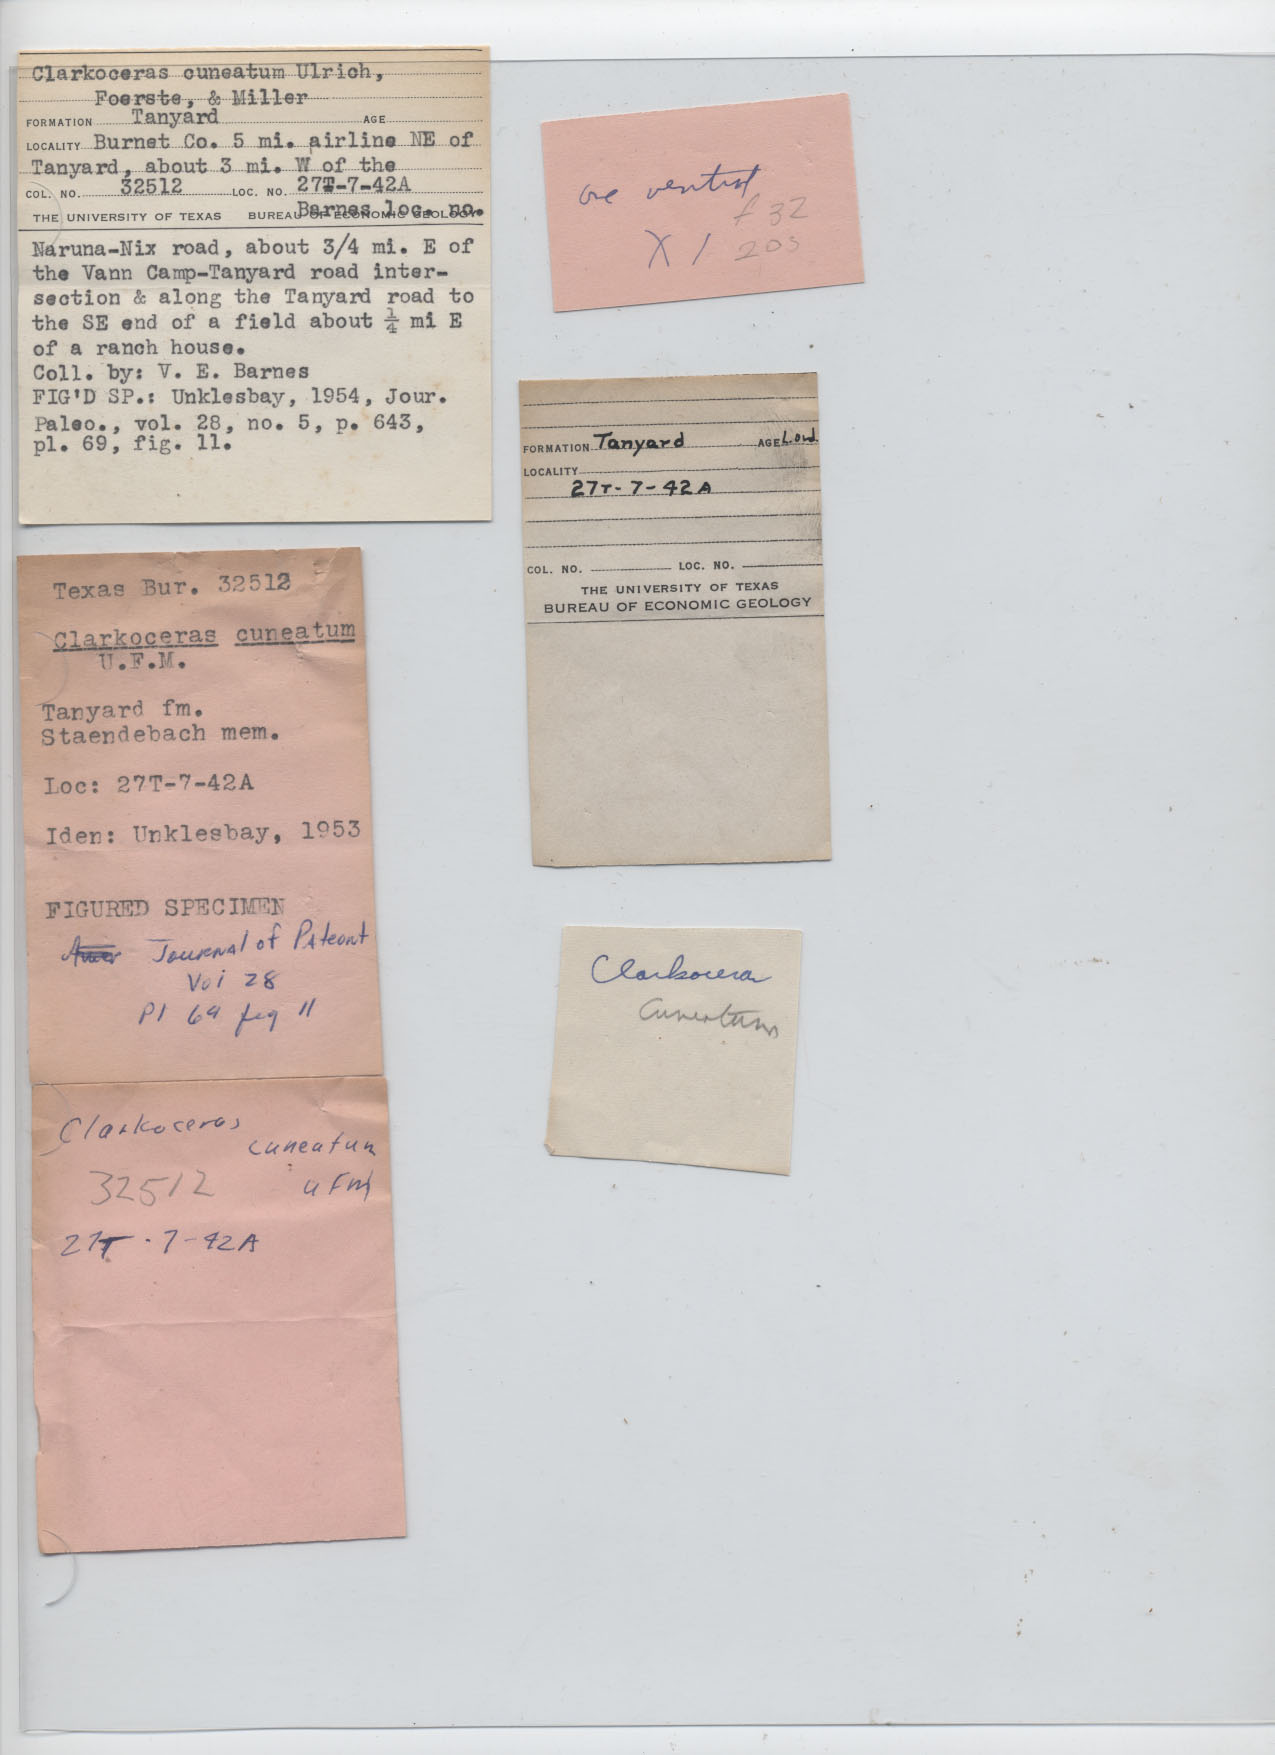 Clarkoceras cuneatum Ulrich,
Foerste, & Miller
FORMATION Tanyard AGE
LOCALITY Burnet Co. 5 mi. airline NE of
Tanyard, about 3 mi. W of the
COL. NO. 32512 LOC. NO. 27T-7-42A
Barnes loc. no.
THE UNIVERSITY OF TEXAS BUREAU OF ECONOMIC GEOLOGY
Naruna-Nix road, about 3/4 mi. E of
the Vann Camp-Tanyard road inter-
section & along the Tanyard road to
the SE end of a field about 1/4 mi E
of a ranch house.
Coll. by: V. E. Barnes
FIG'D SP.: Unklesbay, 1954, Jour.
Paleo., vol. 28, no. 5, p. 643,
pl. 69, fig. 11.
Texas Bur. 32512
Clarkoceras cuneatum
U.F.M.
Tanyard fm.
Staendebach mem.
Loc: 27T-7-42A
Iden: Unklesbay, 1953
FIGURED SPECIMEN
Journal of Paleont
Vol 28
Pl 69 fig 11
Clarkoceras
cuneatum
32512 UFM
27T-7-42A
one ventral
X 1
f 32
203
FORMATION Tanyard AGE L. Ord.
LOCALITY
27T-7-42A
COL. NO. LOC. NO.
THE UNIVERSITY OF TEXAS
BUREAU OF ECONOMIC GEOLOGY
Clarkoceras
cuneatum